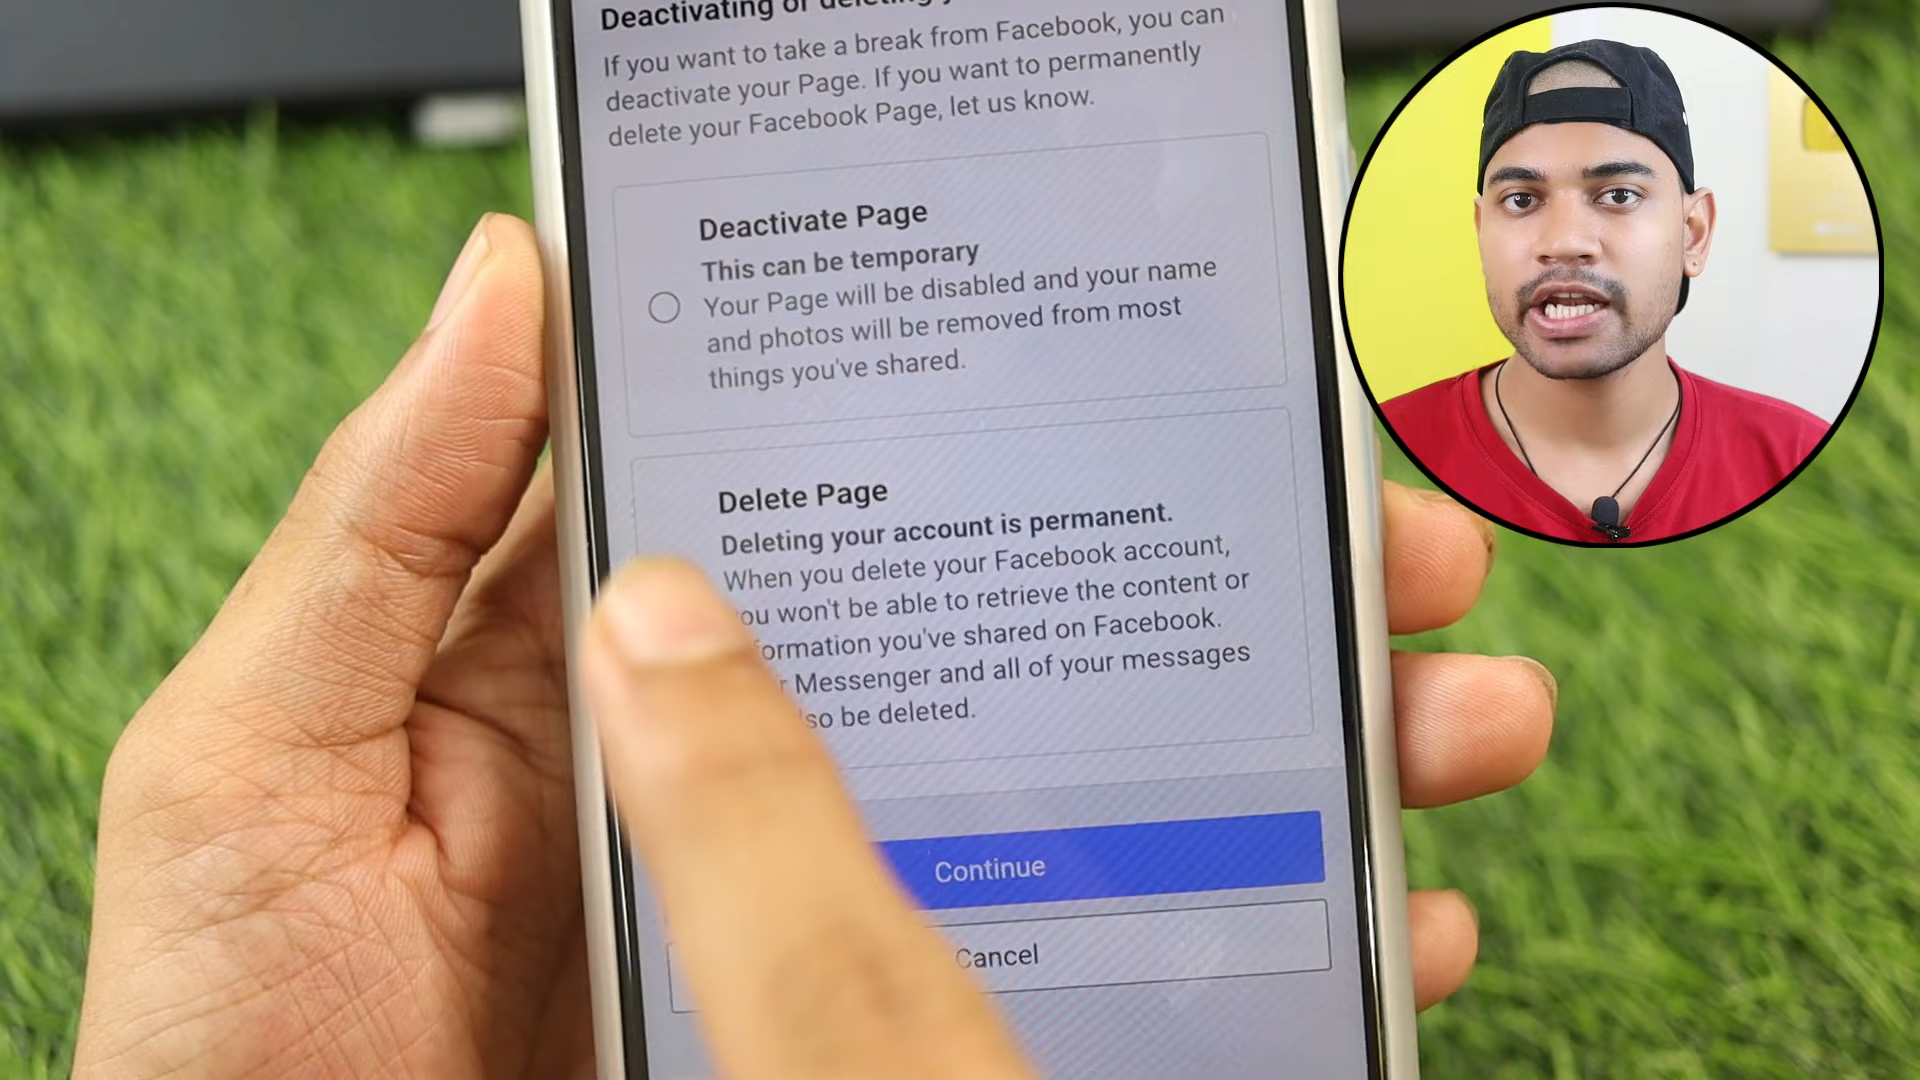 Deactivating or deleting
If you want to take a break from Facebook, you can
deactivate your Page. If you want to permanently
delete your Facebook Page, let us know.
Deactivate Page
This can be temporary
Your Page will be disabled and your name
and photos will be removed from most
things you've shared.
Delete Page
Deleting your account is permanent.
When you delete your Facebook account,
ou won't be able to retrieve the content or
formation you've shared on Facebook.
r Messenger and all of your messages
so be deleted.
Continue
Cancel